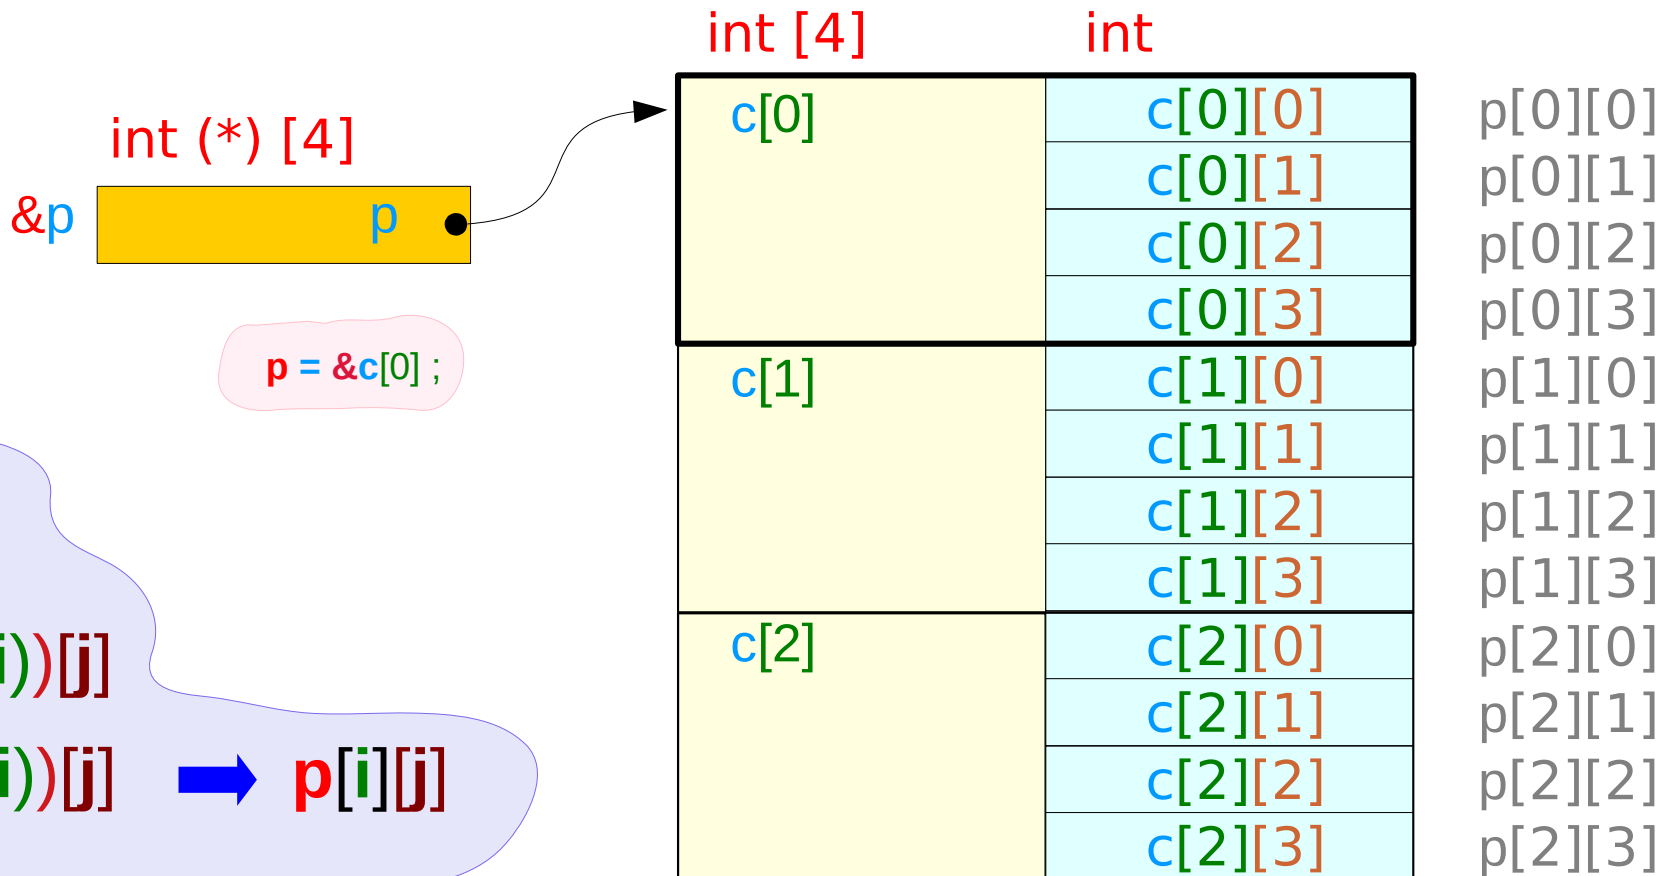 int [4] int
c[0] c[0][0] p[0][0]
int (*) [4]
c[0][1] p[0][1]
&p p
c[0][2] p[0][2]
c[0][3] p[0][3]
p = &c[0] ;
c[1] c[1][0] p[1][0]
c[1][1] p[1][1]
c[1][2] p[1][2]
c[1][3] p[1][3]
i))[j]
c[2] c[2][0] p[2][0]
c[2][1] p[2][1]
i))[j] p[i][j]
c[2][2] p[2][2]
c[2][3] p[2][3]